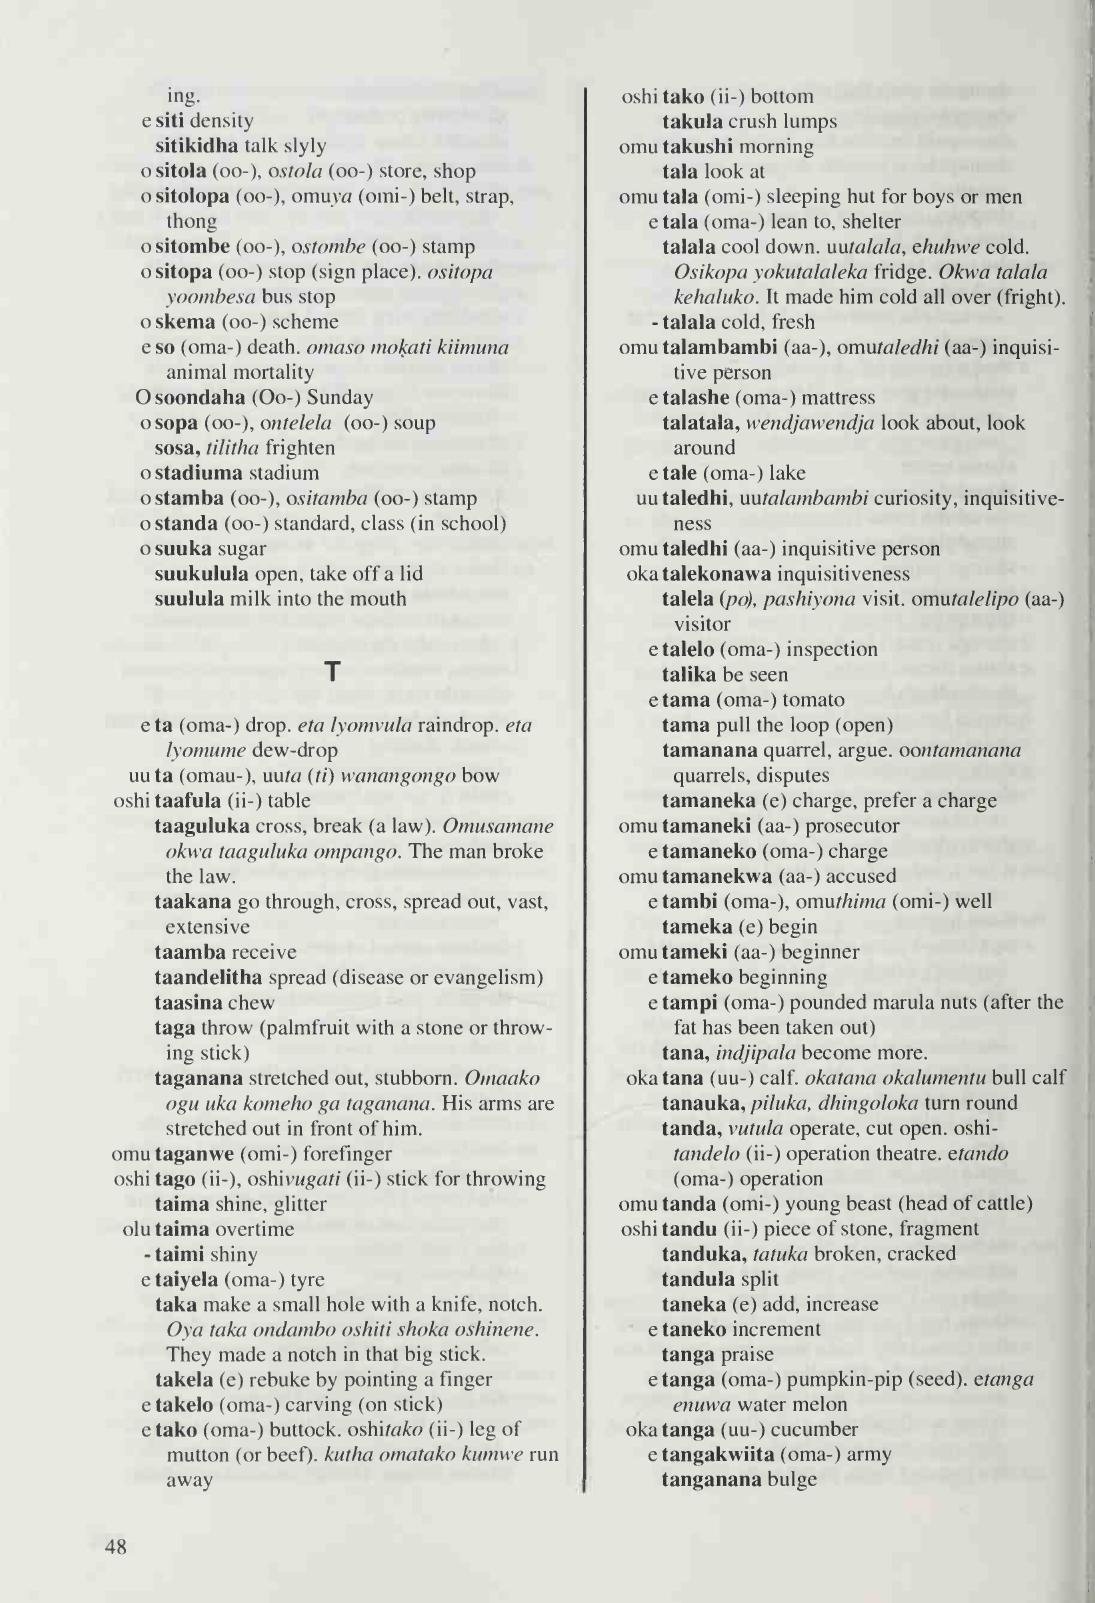 ing.
e siti density
sitikidha talk slyly
o sitola (oo-), ostola (oo-) store, shop
o sitolopa (oo-), omuya (omi-) belt, strap,
thong
o sitombe (oo-), ostombe (oo-) stamp
o sitopa (oo-) stop (sign place). ositopa
yoombesa bus stop
o skema (oo-) scheme
e so (oma-) death. omaso mokati kiimuna
animal mortality
O soondaha (Oo-) Sunday
o sopa (oo-), ontelela (oo-) soup
sosa, tilitha frighten
o stadiuma stadium
o stamba (oo-), ositamba (oo-) stamp
o standa (oo-) standard, class (in school)
o suuka sugar
suukulula open, take off a lid
suulula milk into the mouth
T
e ta (oma-) drop. eta lyomvula raindrop. eta
lyomume dew-drop
uu ta (omau-), uuta (ti) wanangongo bow
oshi taafula (ii-) table
taaguluka cross, break (a law). Omusamane
okwa taaguluka ompango. The man broke
the law.
taakana go through, cross, spread out, vast,
extensive
taamba receive
taandelitha spread (disease or evangelism)
taasina chew
taga throw (palmfruit with a stone or throw-
ing stick)
taganana stretched out, stubborn. Omaako
ogu uka komeho ga taganana. His arms are
stretched out in front of him.
omu taganwe (omi-) forefinger
oshi tago (ii-), oshivugati (ii-) stick for throwing
taima shine, glitter
olu taima overtime
- taimi shiny
e taiyela (oma-) tyre
taka make a small hole with a knife, notch.
Oya taka ondambo oshiti shoka oshinene.
They made a notch in that big stick.
takela (e) rebuke by pointing a finger
e takelo (oma-) carving (on stick)
e tako (oma-) buttock. oshitako (ii-) leg of
mutton (or beef). kutha omatako kumwe run
away
oshi tako (ii-) bottom
takula crush lumps
omu takushi morning
tala look at
omu tala (omi-) sleeping hut for boys or men
e tala (oma-) lean to, shelter
talala cool down. uutalala, ehuhwe cold.
Osikopa yokutalaleka fridge. Okwa talala
kehaluko. It made him cold all over (fright).
- talala cold, fresh
omu talambambi (aa-), omutaledhi (aa-) inquisi-
tive person
e talashe (oma-) mattress
talatala, wendjawendja look about, look
around
e tale (oma-) lake
uu taledhi, uutalambambi curiosity, inquisitive-
ness
omu taledhi (aa-) inquisitive person
oka talekonawa inquisitiveness
talela (po), pashiyona visit. omutalelipo (aa-)
visitor
e talelo (oma-) inspection
talika be seen
e tama (oma-) tomato
tama pull the loop (open)
tamanana quarrel, argue. oontamanana
quarrels, disputes
tamaneka (e) charge, prefer a charge
omu tamaneki (aa-) prosecutor
e tamaneko (oma-) charge
omu tamanekwa (aa-) accused
e tambi (oma-), omuthima (omi-) well
tameka (e) begin
omu tameki (aa-) beginner
e tameko beginning
e tampi (oma-) pounded marula nuts (after the
fat has been taken out)
tana, indjipala become more.
oka tana (uu-) calf. okatana okalumentu bull calf
tanauka, piluka, dhingoloka turn round
tanda, vutula operate, cut open. oshi-
tandelo (ii-) operation theatre. etando
(oma-) operation
omu tanda (omi-) young beast (head of cattle)
oshi tandu (ii-) piece of stone, fragment
tanduka, tatuka broken, cracked
tandula split
taneka (e) add, increase
e taneko increment
tanga praise
e tanga (oma-) pumpkin-pip (seed). etanga
enuwa water melon
oka tanga (uu-) cucumber
e tangakwiita (oma-) army
tanganana bulge
48